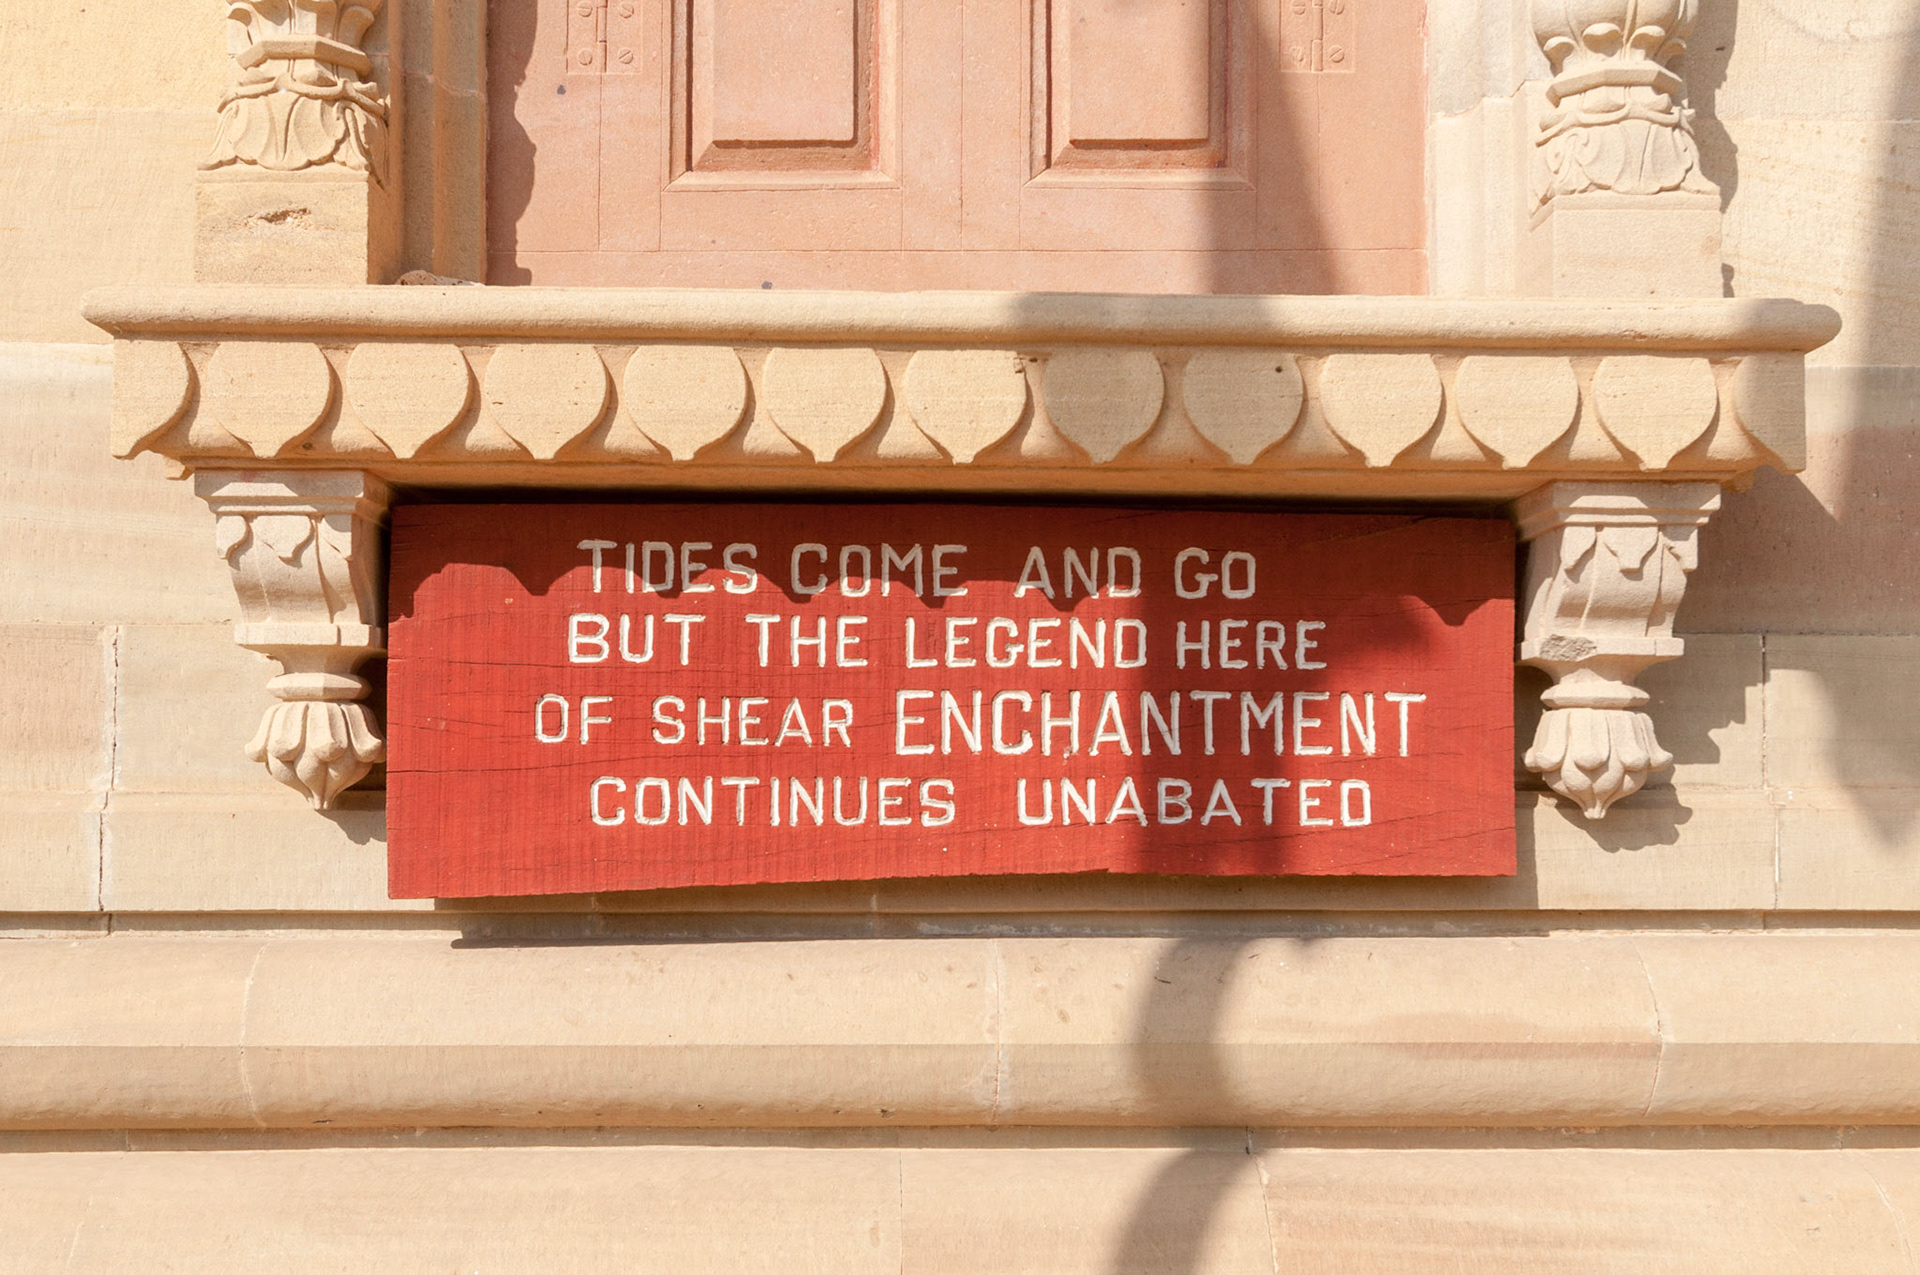 TIDES COME AND GO
BUT THE LEGEND HERE
OF SHEAR ENCHANTMENT
CONTINUES UNABATED